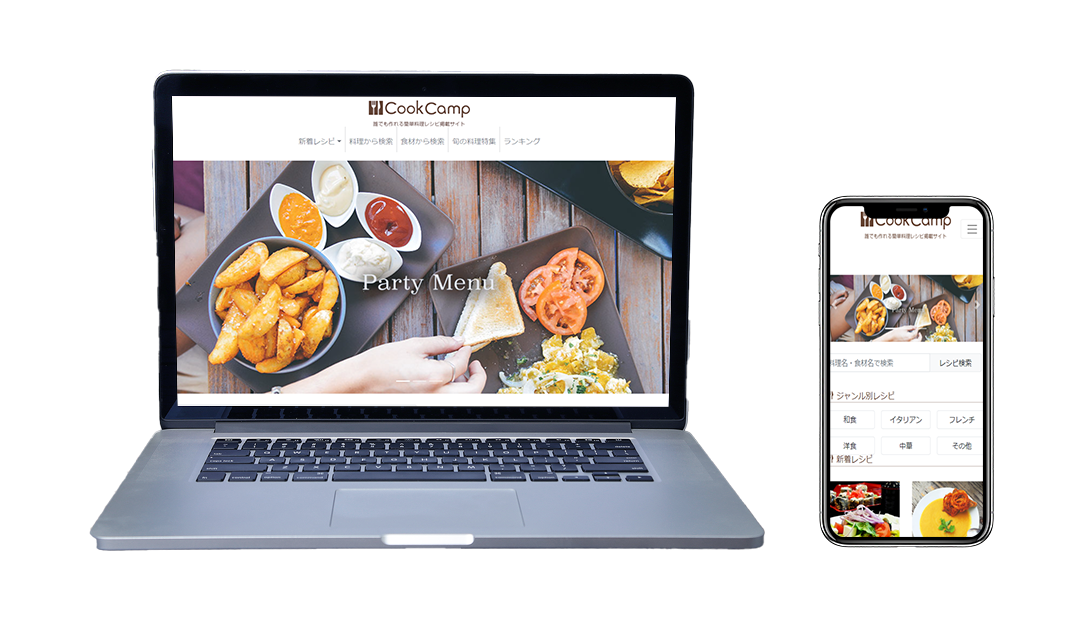 CookCamp
誰でも作れる簡単料理レシピ掲載サイト
新着レシピ
料理から検索
食材から検索
旬の料理特集
ランキング
Party Menu
CookCamp
誰でも作れる簡単料理レシピ掲載サイト
Party Menu
料理名・食材名で検索
レシピ検索
ジャンル別レシピ
和食
イタリアン
フレンチ
洋食
中華
その他
新着レシピ